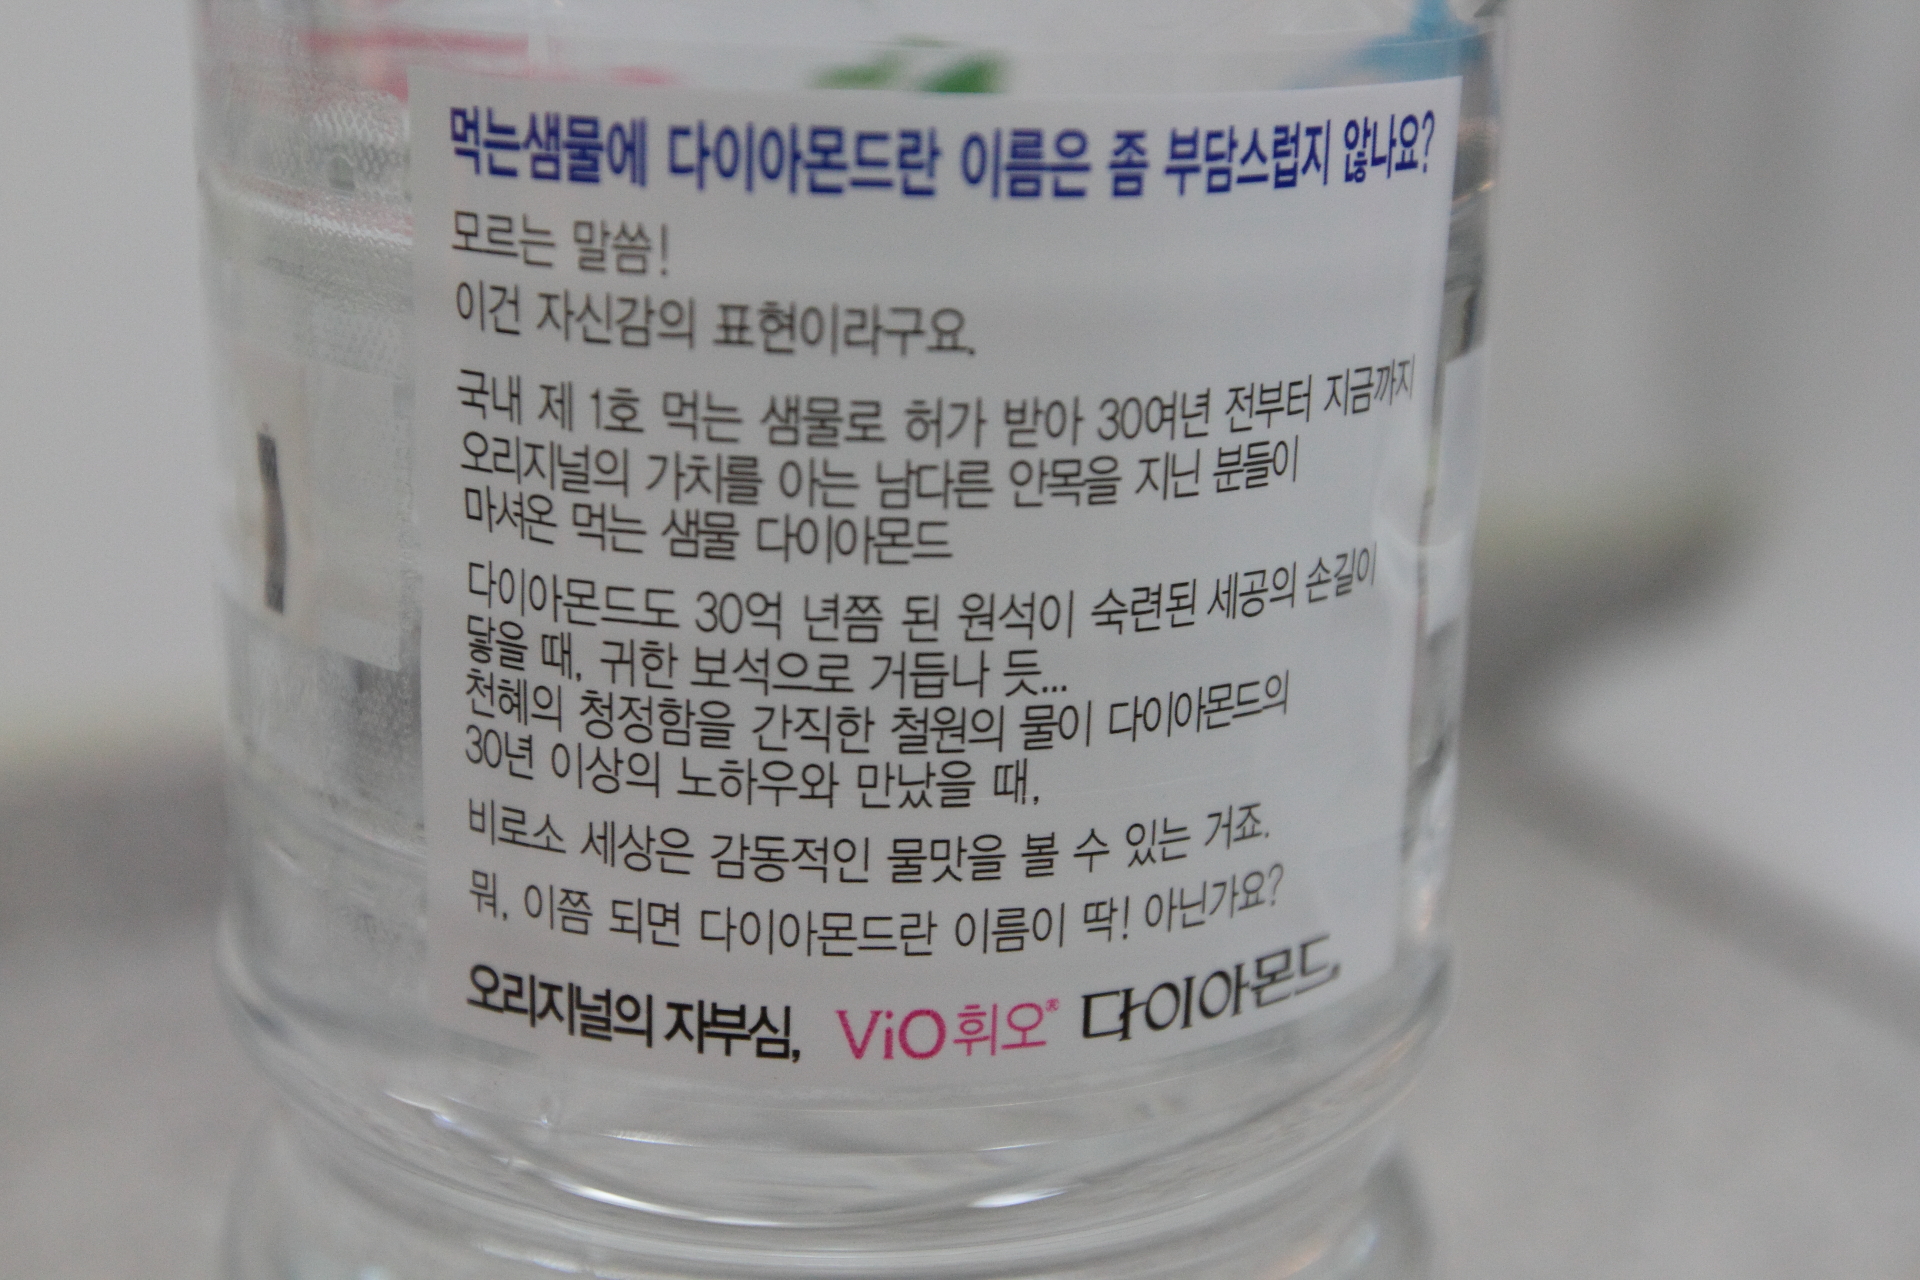 먹는샘물에 다이아몬드란 이름은 좀 부담스럽지 않나요?
모르는 말씀!
이건 자신감의 표현이라구요.
국내 제 1호 먹는 샘물로 허가 받아 30여년 전부터 지금까지
오리지널의 가치를 아는 남다른 안목을 지닌 분들이
마셔온 먹는 샘물 다이아몬드
다이아몬드도 30억 년쯤 된 원석이 숙련된 세공의 손길이
닿을 때, 귀한 보석으로 거듭나 듯...
천혜의 청정함을 간직한 철원의 물이 다이아몬드의
30년 이상의 노하우와 만났을 때,
비로소 세상은 감동적인 물맛을 볼 수 있는 거죠.
뭐, 이쯤 되면 다이아몬드란 이름이 딱! 아닌가요?
오리지널의 자부심, ViO 휘오® 다이아몬드